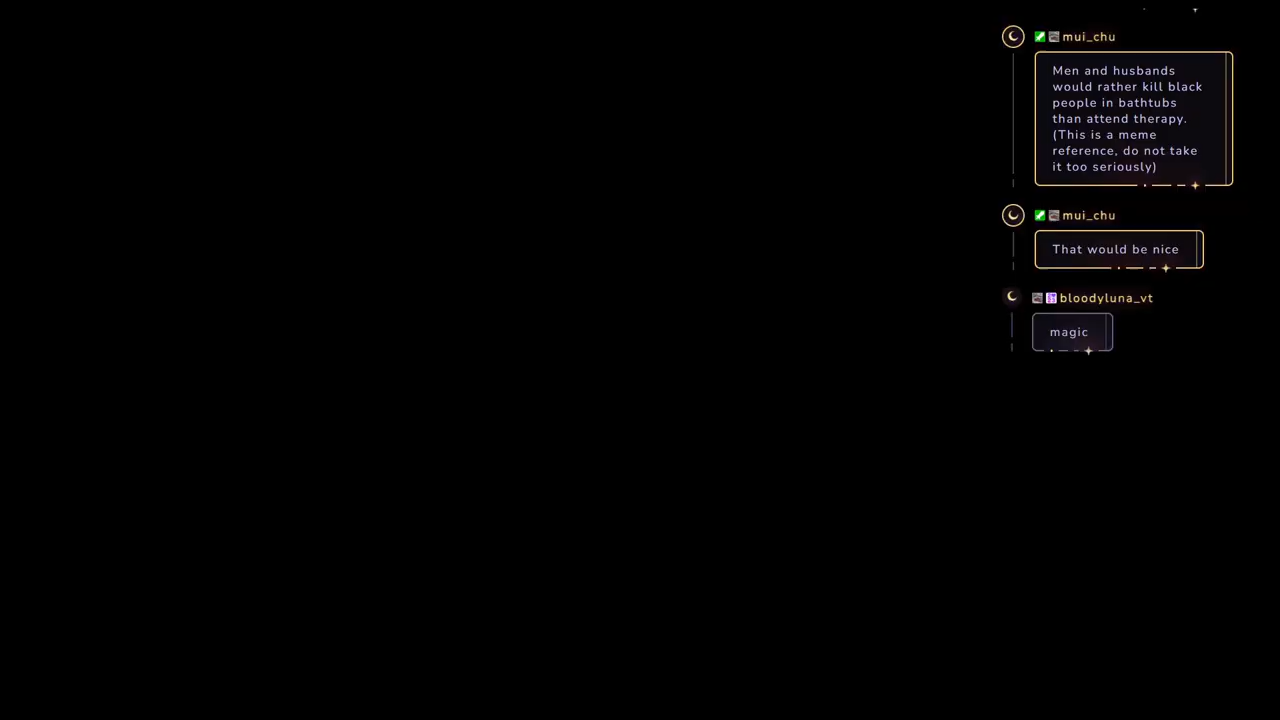 mui_chu
Men and husbands
would rather kill black
people in bathtubs
than attend therapy.
(This is a meme
reference, do not take
it too seriously)
mui_chu
That would be nice
bloodyluna_vt
magic